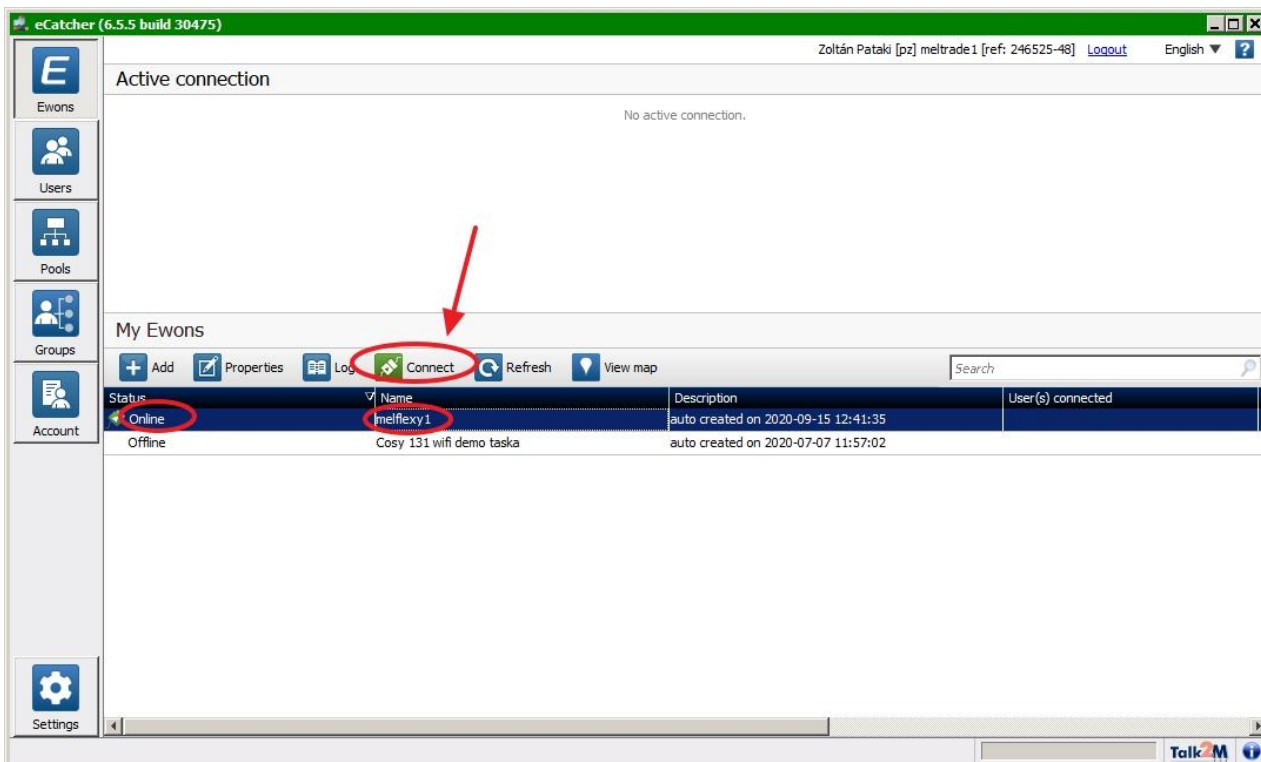 eCatcher (6.5.5 build 30475)
Zoltán Pataki [pz] meltrade1 [ref: 246525-48] Logout English ?
E
Ewons
Users
Pools
Groups
Account
Settings
Active connection
No active connection.
My Ewons
Add Properties Log Connect Refresh View map Search
Status Name Description User(s) connected
Online melflexy1 auto created on 2020-09-15 12:41:35
Offline Cosy 131 wifi demo taska auto created on 2020-07-07 11:57:02
Talk2M i